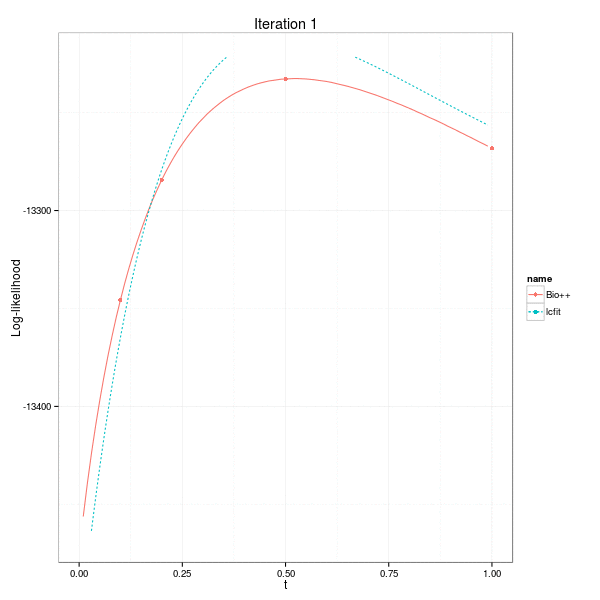 Iteration 1
Log-likelihood
-13300
-13400
0.00 0.25 0.50 0.75 1.00
t
name
Bio++
lcfit